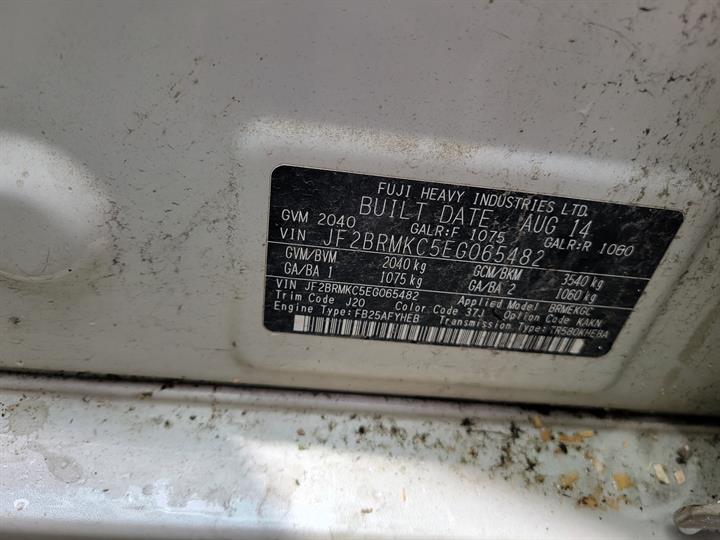 FUJI HEAVY INDUSTRIES LTD.
BUILT DATE AUG 14
GVM 2040 GALR:F 1075 GALR:R 1060
VIN JF2BRMKC5EG065482
GVM/BVM 2040 kg GCM/BKM 3540 kg
GA/BA 1 1075 kg GA/BA 2 1060 kg
VIN JF2BRMKC5EG065482 Applied Model BRMEKGC
Trim Code J20 Color Code 37J Option Code KAKN
Engine Type:FB25AFYHEB Transmission Type:TR580KHEBA